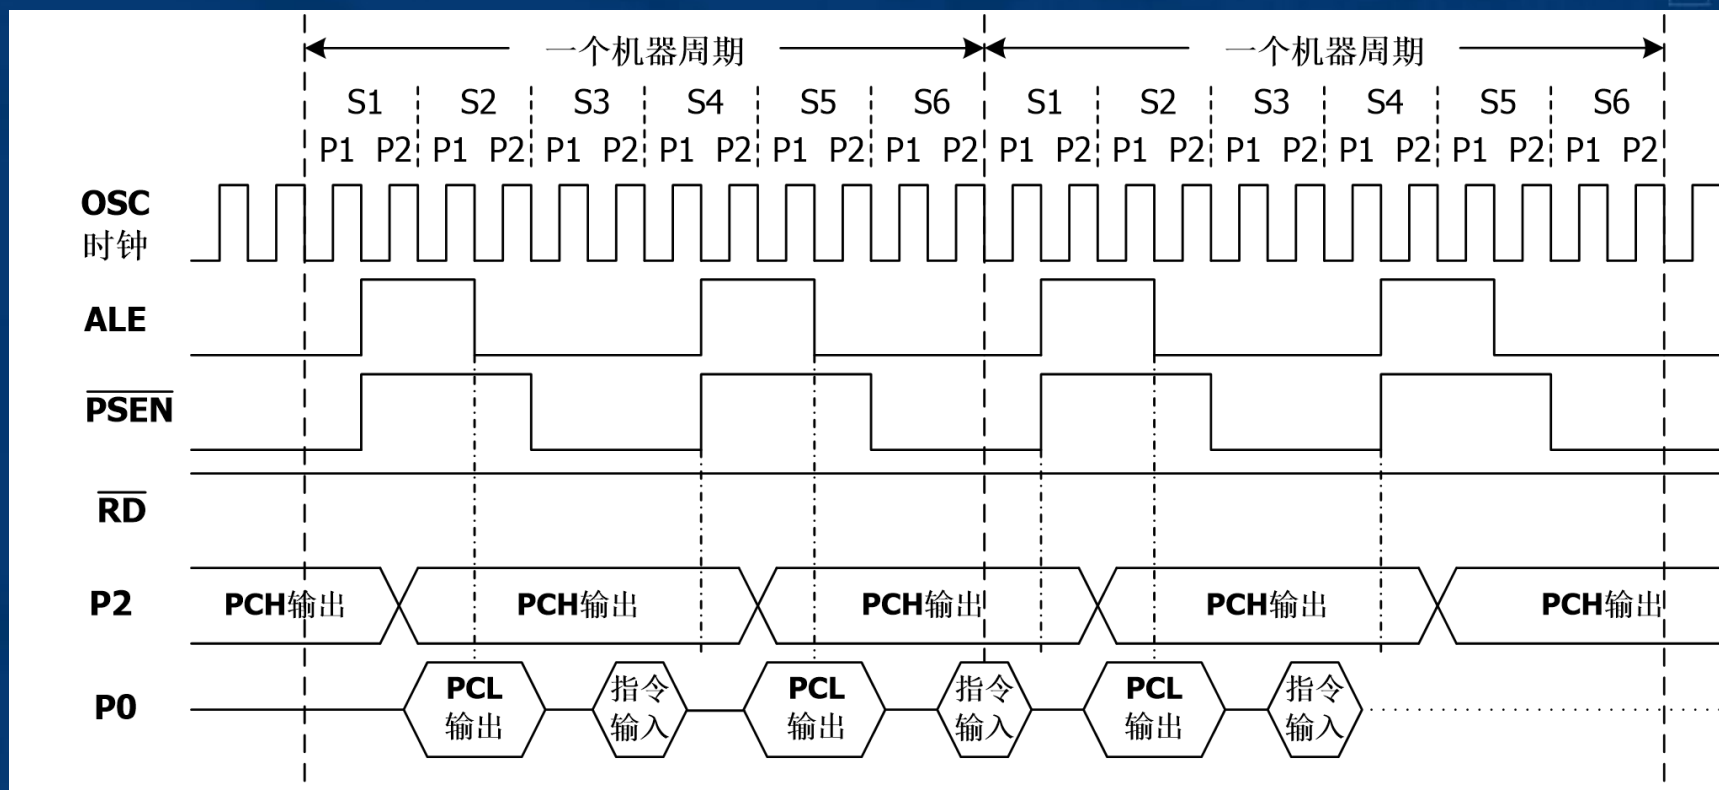 一个机器周期 一个机器周期
S1 S2 S3 S4 S5 S6 S1 S2 S3 S4 S5 S6
P1 P2 P1 P2 P1 P2 P1 P2 P1 P2 P1 P2 P1 P2 P1 P2 P1 P2 P1 P2 P1 P2 P1 P2
OSC
时钟
ALE
PSEN
RD
P2 PCH输出 PCH输出 PCH输出 PCH输出 PCH输出
P0
PCL 指令 PCL 指令 PCL 指令
输出 输入 输出 输入 输出 输入